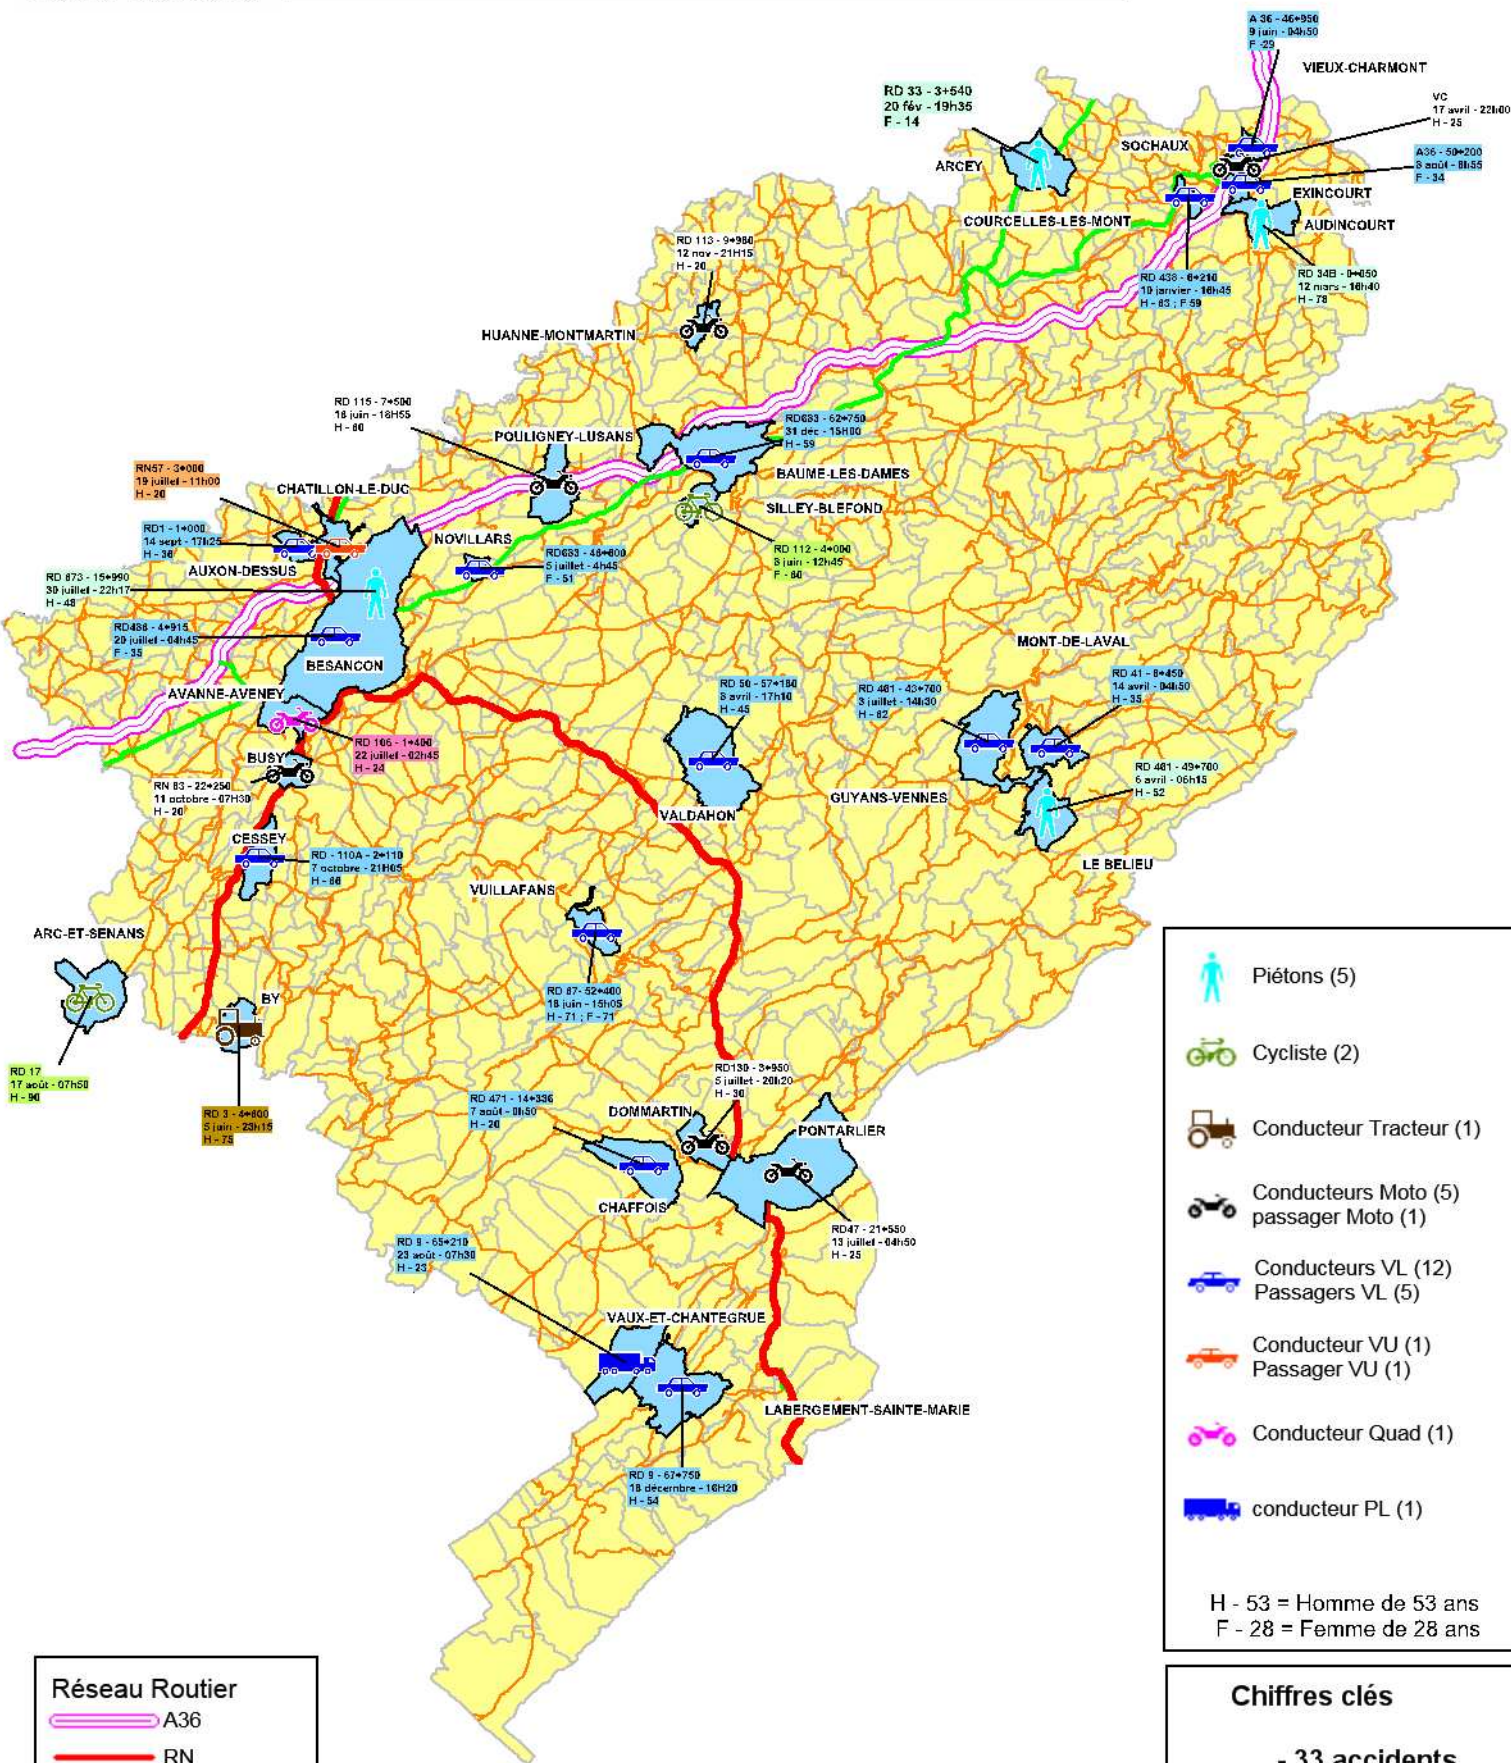 A 36 - 46+950
9 juin - 04h50
F -29
VIEUX-CHARMONT
RD 33 - 3+540
20 fév - 19h35
F - 14
VC
17 avril - 22h00
H - 25
SOCHAUX
ARCEY
A36 - 50+200
3 août - 8h55
F - 34
EXINCOURT
COURCELLES-LES-MONT
AUDINCOURT
RD 113 - 9+980
12 nov - 21H15
H - 20
RD 438 - 6+210
10 janvier - 16h45
H - 63 ; F 59
RD 34B - 0+650
12 mars - 16h40
H - 78
HUANNE-MONTMARTIN
RD 115 - 7+500
18 juin - 18H55
H - 60
POULIGNEY-LUSANS
RD683 - 62+750
31 déc - 15H00
H - 59
BAUME-LES-DAMES
RN57 - 3+000
19 juillet - 11h00
H - 20
CHATILLON-LE-DUC
SILLEY-BLEFOND
RD1 - 1+000
14 sept - 17h25
H - 36
NOVILLARS
RD683 - 46+600
5 juillet - 4h45
F - 51
RD 112 - 4+000
8 juin - 12h45
F - 60
AUXON-DESSUS
RD 673 - 15+990
30 juillet - 22h17
H - 48
RD486 - 4+915
20 juillet - 04h45
F - 35
BESANCON
MONT-DE-LAVAL
AVANNE-AVENEY
RD 50 - 57+180
8 avril - 17h10
H - 45
RD 461 - 43+700
3 juillet - 14h30
H - 62
RD 41 - 8+450
14 avril - 04h50
H - 35
RD 106 - 1+400
22 juillet - 02h45
H - 24
BUSY
RD 461 - 49+700
6 avril - 06h15
H - 52
RN 83 - 22+250
11 octobre - 07H30
H - 20
GUYANS-VENNES
VALDAHON
CESSEY
RD - 110A - 2+110
7 octobre - 21H05
H - 66
LE BELIEU
VUILLAFANS
ARC-ET-SENANS
RD 67- 52+400
18 juin - 15h05
H - 71 ; F - 71
BY
RD 17
17 août - 07h50
H - 90
RD 3 - 4+600
5 juin - 23h15
H - 75
RD130 - 3+950
5 juillet - 20h20
H - 30
RD 471 - 14+336
7 août - 0h50
H - 20
DOMMARTIN
PONTARLIER
CHAFFOIS
RD47 - 21+550
13 juillet - 04h50
H - 25
RD 9 - 65+210
23 août - 07h30
H - 23
VAUX-ET-CHANTEGRUE
LABERGEMENT-SAINTE-MARIE
RD 9 - 67+750
18 décembre - 16H20
H - 54
Piétons (5)
Cycliste (2)
Conducteur Tracteur (1)
Conducteurs Moto (5)
passager Moto (1)
Conducteurs VL (12)
Passagers VL (5)
Conducteur VU (1)
Passager VU (1)
Conducteur Quad (1)
conducteur PL (1)
H - 53 = Homme de 53 ans
F - 28 = Femme de 28 ans
Réseau Routier
A36
RN
Chiffres clés
- 33 accidents